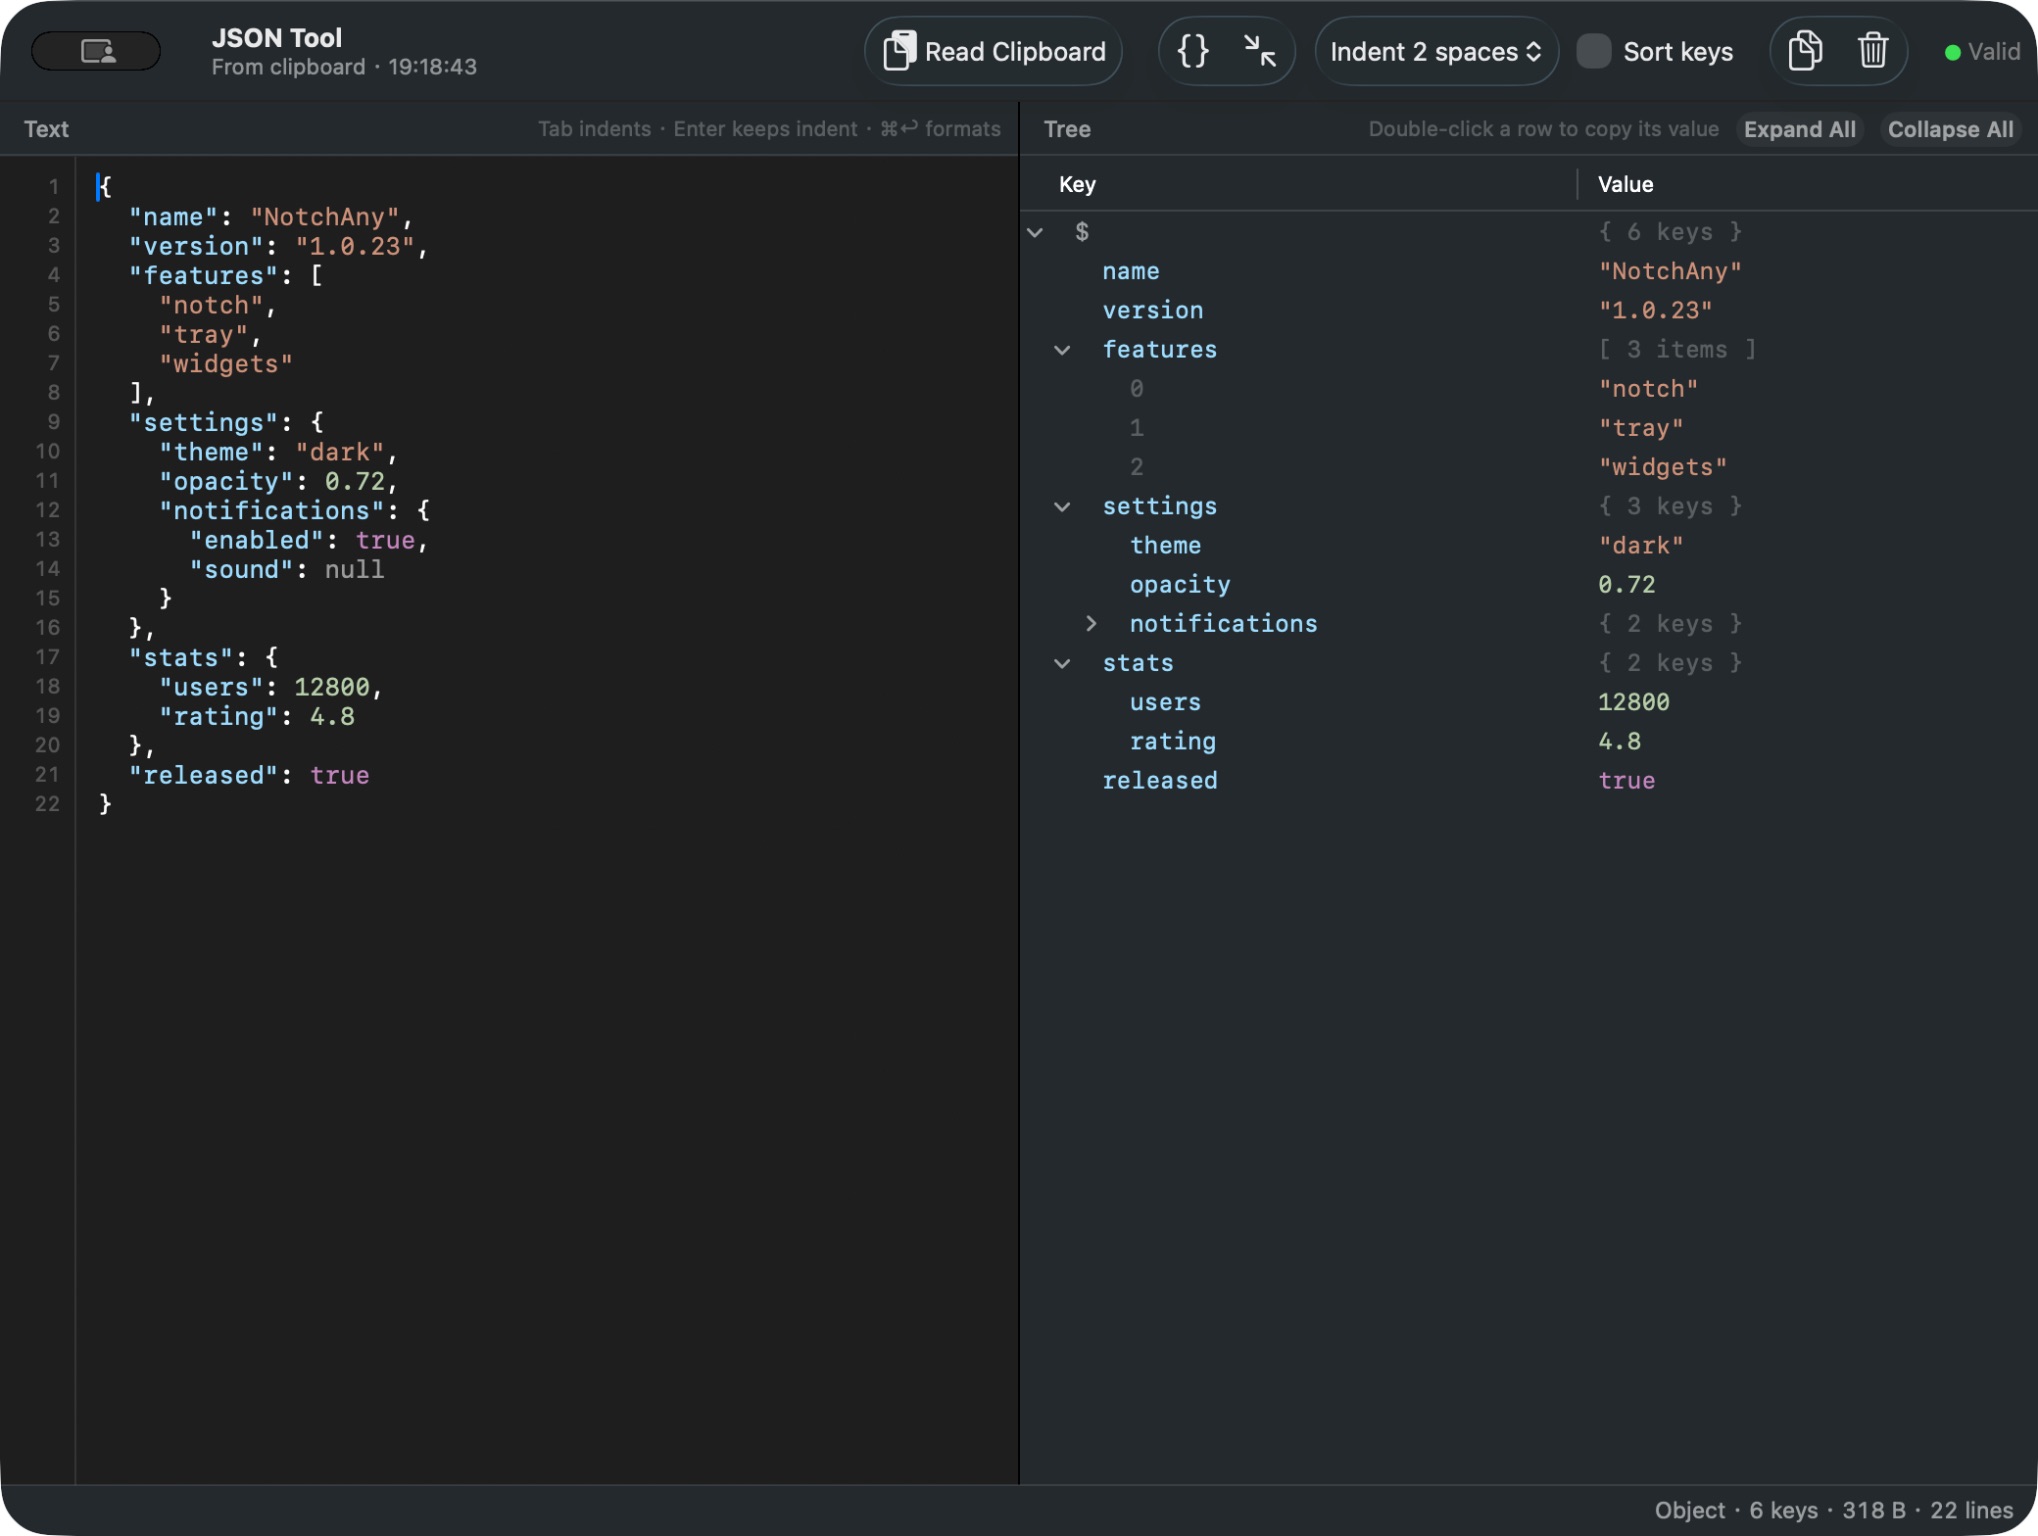 JSON Tool
From clipboard · 19:18:43
Read Clipboard
{}
Indent 2 spaces
Sort keys
Valid
Text
Tab indents · Enter keeps indent · ⌘↩ formats
1 {
2   "name": "NotchAny",
3   "version": "1.0.23",
4   "features": [
5     "notch",
6     "tray",
7     "widgets"
8   ],
9   "settings": {
10     "theme": "dark",
11     "opacity": 0.72,
12     "notifications": {
13       "enabled": true,
14       "sound": null
15     }
16   },
17   "stats": {
18     "users": 12800,
19     "rating": 4.8
20   },
21   "released": true
22 }
Tree
Double-click a row to copy its value
Expand All
Collapse All
Key Value
$ { 6 keys }
name "NotchAny"
version "1.0.23"
features [ 3 items ]
0 "notch"
1 "tray"
2 "widgets"
settings { 3 keys }
theme "dark"
opacity 0.72
notifications { 2 keys }
stats { 2 keys }
users 12800
rating 4.8
released true
Object · 6 keys · 318 B · 22 lines